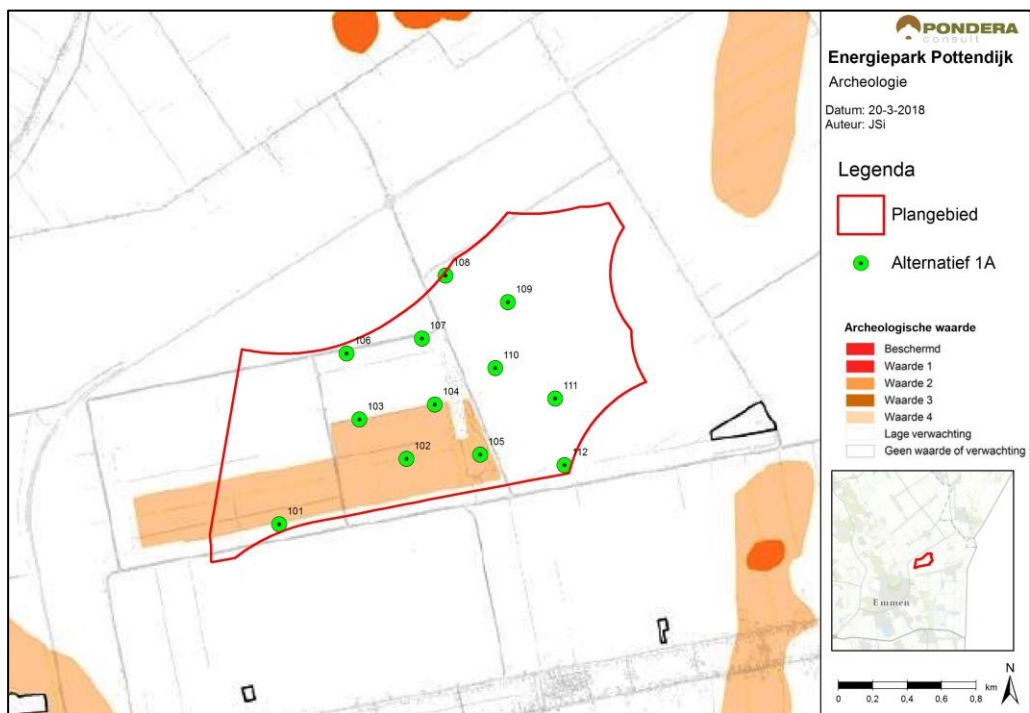 PONDERA
consult
Energiepark Pottendijk
Archeologie
Datum: 20-3-2018
Auteur: JSi
Legenda
Plangebied
Alternatief 1A
Archeologische waarde
Beschermd
Waarde 1
Waarde 2
Waarde 3
Waarde 4
Lage verwachting
Geen waarde of verwachting
Emmen
N
km
0 0,2 0,4 0,6 0,8
108
109
107
106
110
111
104
103
105
102
112
101